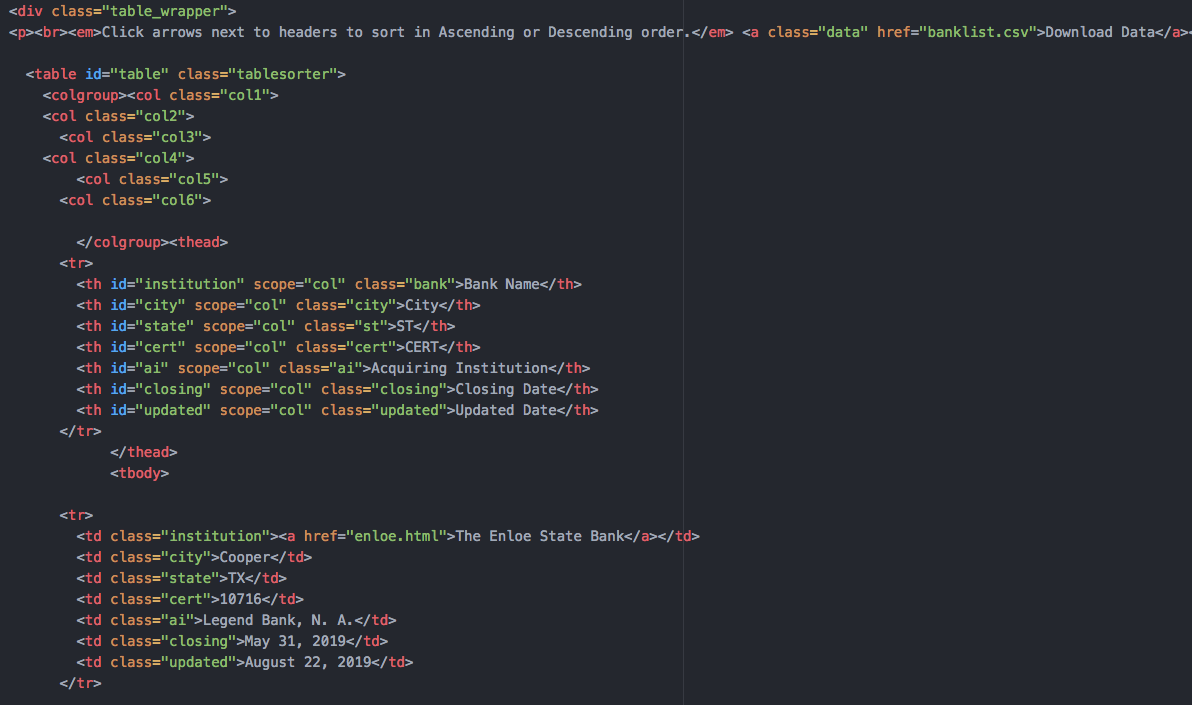 <div class="table_wrapper">
<p><br><em>Click arrows next to headers to sort in Ascending or Descending order.</em> <a class="data" href="banklist.csv">Download Data</a><
<table id="table" class="tablesorter">
<colgroup><col class="col1">
<col class="col2">
<col class="col3">
<col class="col4">
<col class="col5">
<col class="col6">
</colgroup><thead>
<tr>
<th id="institution" scope="col" class="bank">Bank Name</th>
<th id="city" scope="col" class="city">City</th>
<th id="state" scope="col" class="st">ST</th>
<th id="cert" scope="col" class="cert">CERT</th>
<th id="ai" scope="col" class="ai">Acquiring Institution</th>
<th id="closing" scope="col" class="closing">Closing Date</th>
<th id="updated" scope="col" class="updated">Updated Date</th>
</tr>
</thead>
<tbody>
<tr>
<td class="institution"><a href="enloe.html">The Enloe State Bank</a></td>
<td class="city">Cooper</td>
<td class="state">TX</td>
<td class="cert">10716</td>
<td class="ai">Legend Bank, N. A.</td>
<td class="closing">May 31, 2019</td>
<td class="updated">August 22, 2019</td>
</tr>